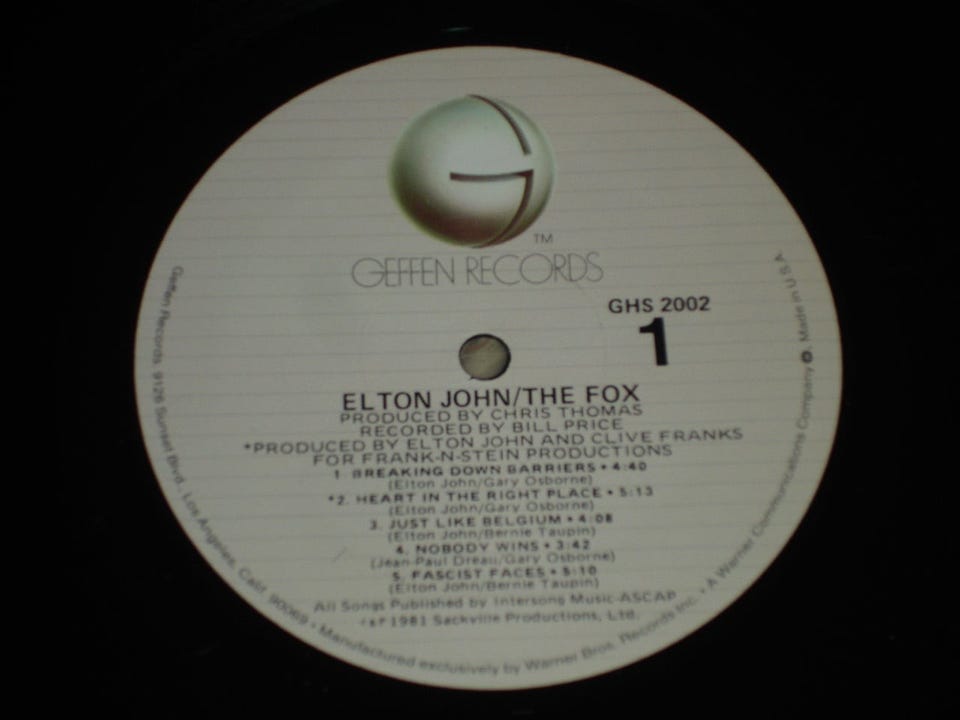 TM
GEFFEN RECORDS
GHS 2002
1
ELTON JOHN/THE FOX
PRODUCED BY CHRIS THOMAS
RECORDED BY BILL PRICE
*PRODUCED BY ELTON JOHN AND CLIVE FRANKS
FOR FRANK-N-STEIN PRODUCTIONS
1. BREAKING DOWN BARRIERS • 4:40
(Elton John/Gary Osborne)
*2. HEART IN THE RIGHT PLACE • 5:13
(Elton John/Gary Osborne)
3. JUST LIKE BELGIUM • 4:08
(Elton John/Bernie Taupin)
4. NOBODY WINS • 3:42
(Jean-Paul Dreau/Gary Osborne)
5. FASCIST FACES • 5:10
(Elton John/Bernie Taupin)
All Songs Published by Intersong Music-ASCAP
©&℗ 1981 Sackville Productions, Ltd.
Geffen Records 9126 Sunset Blvd., Los Angeles, Calif. 90069 • Manufactured exclusively by Warner Bros. Records Inc. • A Warner Communications Company. Made in U.S.A.